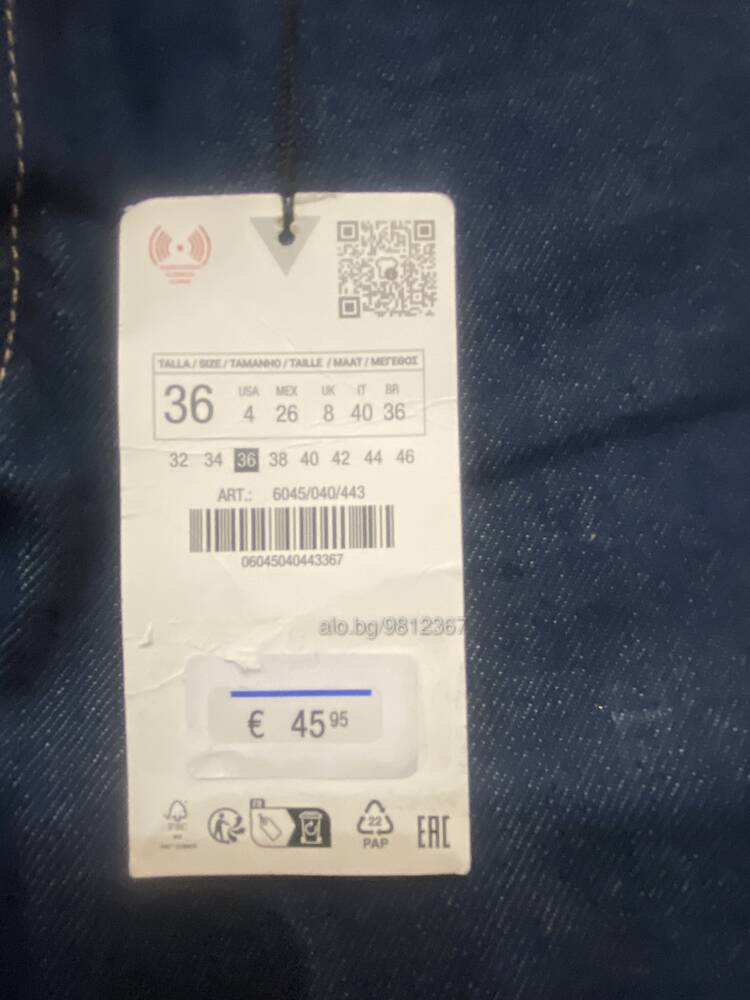 TALLA / SIZE / TAMANHO / TAILLE / MAAT / ΜΕΓΕΘΟΣ
USA MEX UK IT BR
36 4 26 8 40 36
32 34 36 38 40 42 44 46
ART.: 6045/040/443
06045040443367
alo.bg/9812367
€ 45 95
FR
FSC
22
PAP
EAC